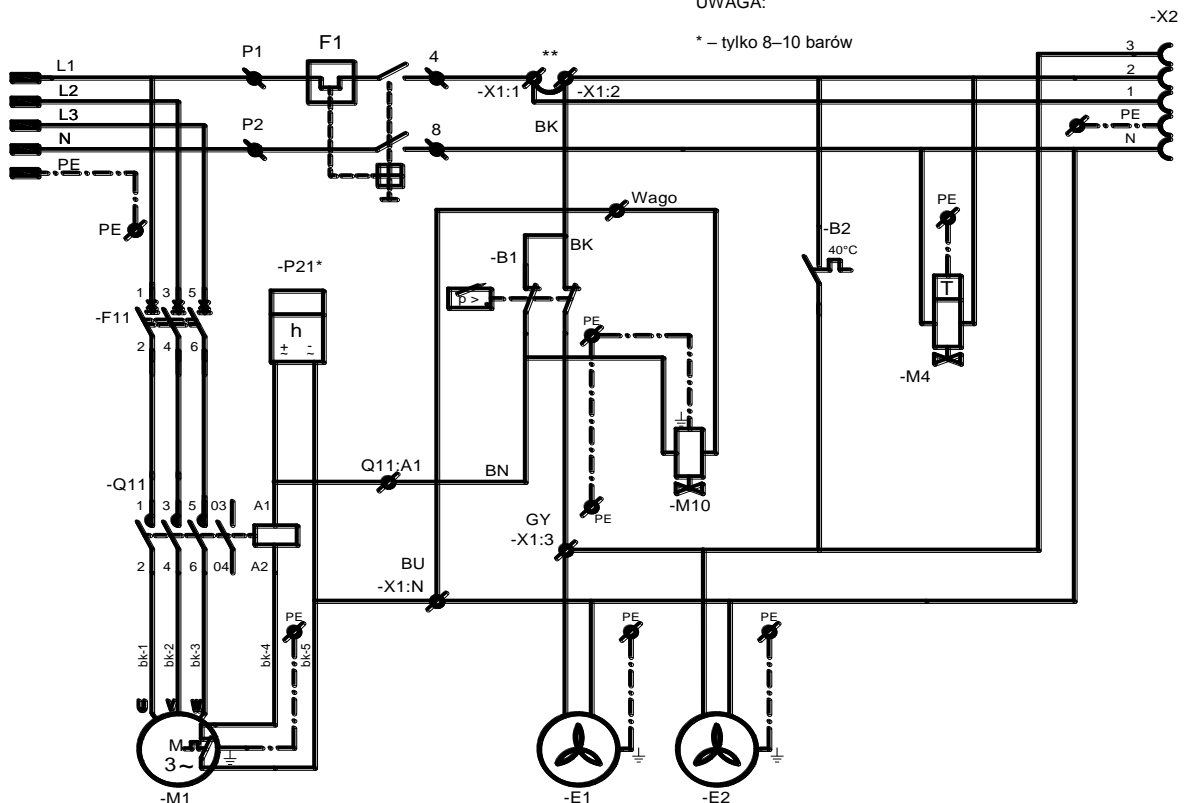 UWAGA:
-X2
* – tylko 8–10 barów
L1
P1
F1
4
**
3
2
-X1:1
-X1:2
L2
1
L3
P2
BK
PE
N
8
N
PE
Wago
PE
PE
-B2
BK
40°C
-B1
-P21*
T
1
3
5
p >
-F11
h
PE
+
-
~
~
2
4
6
-M4
Q11:A1
BN
-Q11
-M10
1
3
5
03
A1
PE
GY
-X1:3
2
4
6
04
A2
BU
-X1:N
PE
PE
PE
bk-1
bk-2
bk-3
bk-4
bk-5
U
V
W
M
3~
-M1
-E1
-E2